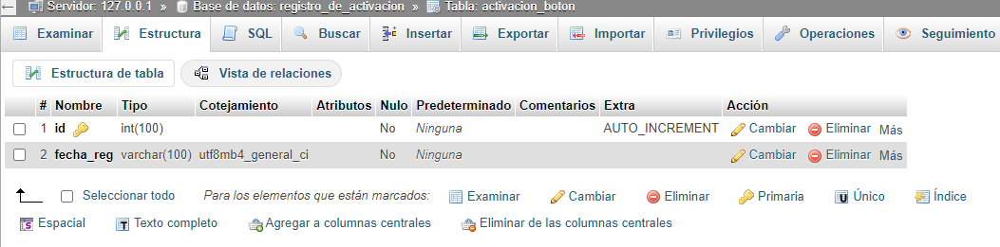 Servidor: 127.0.0.1 » Base de datos: registro_de_activacion » Tabla: activacion_boton
Examinar Estructura SQL Buscar Insertar Exportar Importar Privilegios Operaciones Seguimiento
Estructura de tabla Vista de relaciones
# Nombre Tipo Cotejamiento Atributos Nulo Predeterminado Comentarios Extra Acción
1 id int(100) No Ninguna AUTO_INCREMENT Cambiar Eliminar Más
2 fecha_reg varchar(100) utf8mb4_general_ci No Ninguna Cambiar Eliminar Más
Seleccionar todo Para los elementos que están marcados: Examinar Cambiar Eliminar Primaria Único Índice
Espacial Texto completo Agregar a columnas centrales Eliminar de las columnas centrales